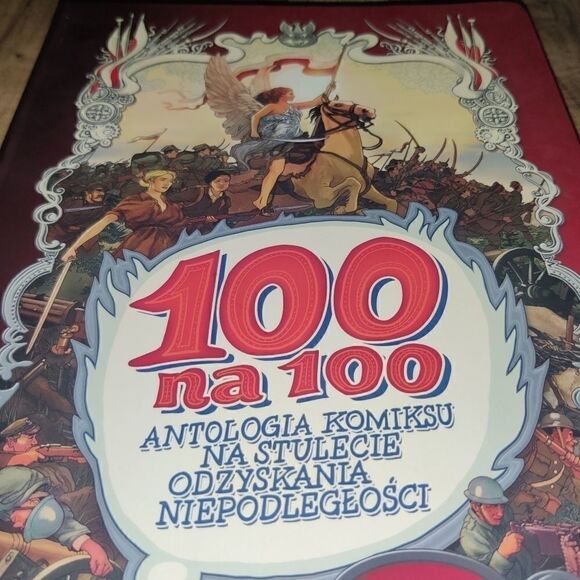 100
na 100
ANTOLOGIA KOMIKSU
NA STULECIE
ODZYSKANIA
NIEPODLEGŁOŚCI